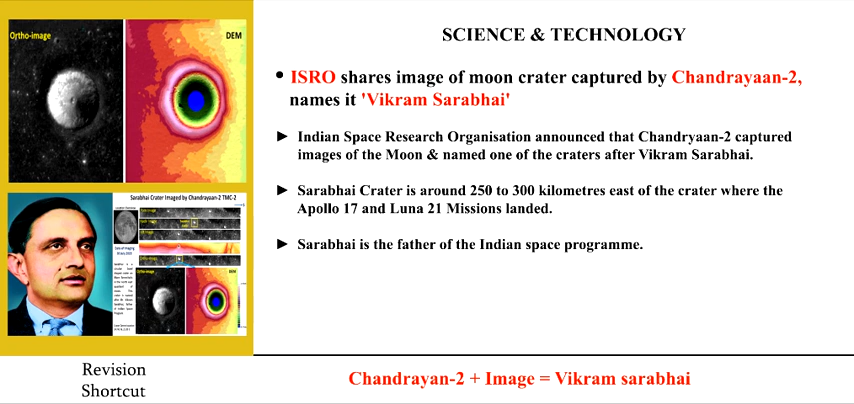 Ortho-image
DEM
SCIENCE & TECHNOLOGY
• ISRO shares image of moon crater captured by Chandrayaan-2,
names it 'Vikram Sarabhai'
► Indian Space Research Organisation announced that Chandryaan-2 captured
images of the Moon & named one of the craters after Vikram Sarabhai.
► Sarabhai Crater is around 250 to 300 kilometres east of the crater where the
Apollo 17 and Luna 21 Missions landed.
► Sarabhai is the father of the Indian space programme.
Sarabhai Crater Imaged by Chandrayaan-2 TMC-2
Ortho-image
DEM
Revision
Shortcut
Chandrayan-2 + Image = Vikram sarabhai